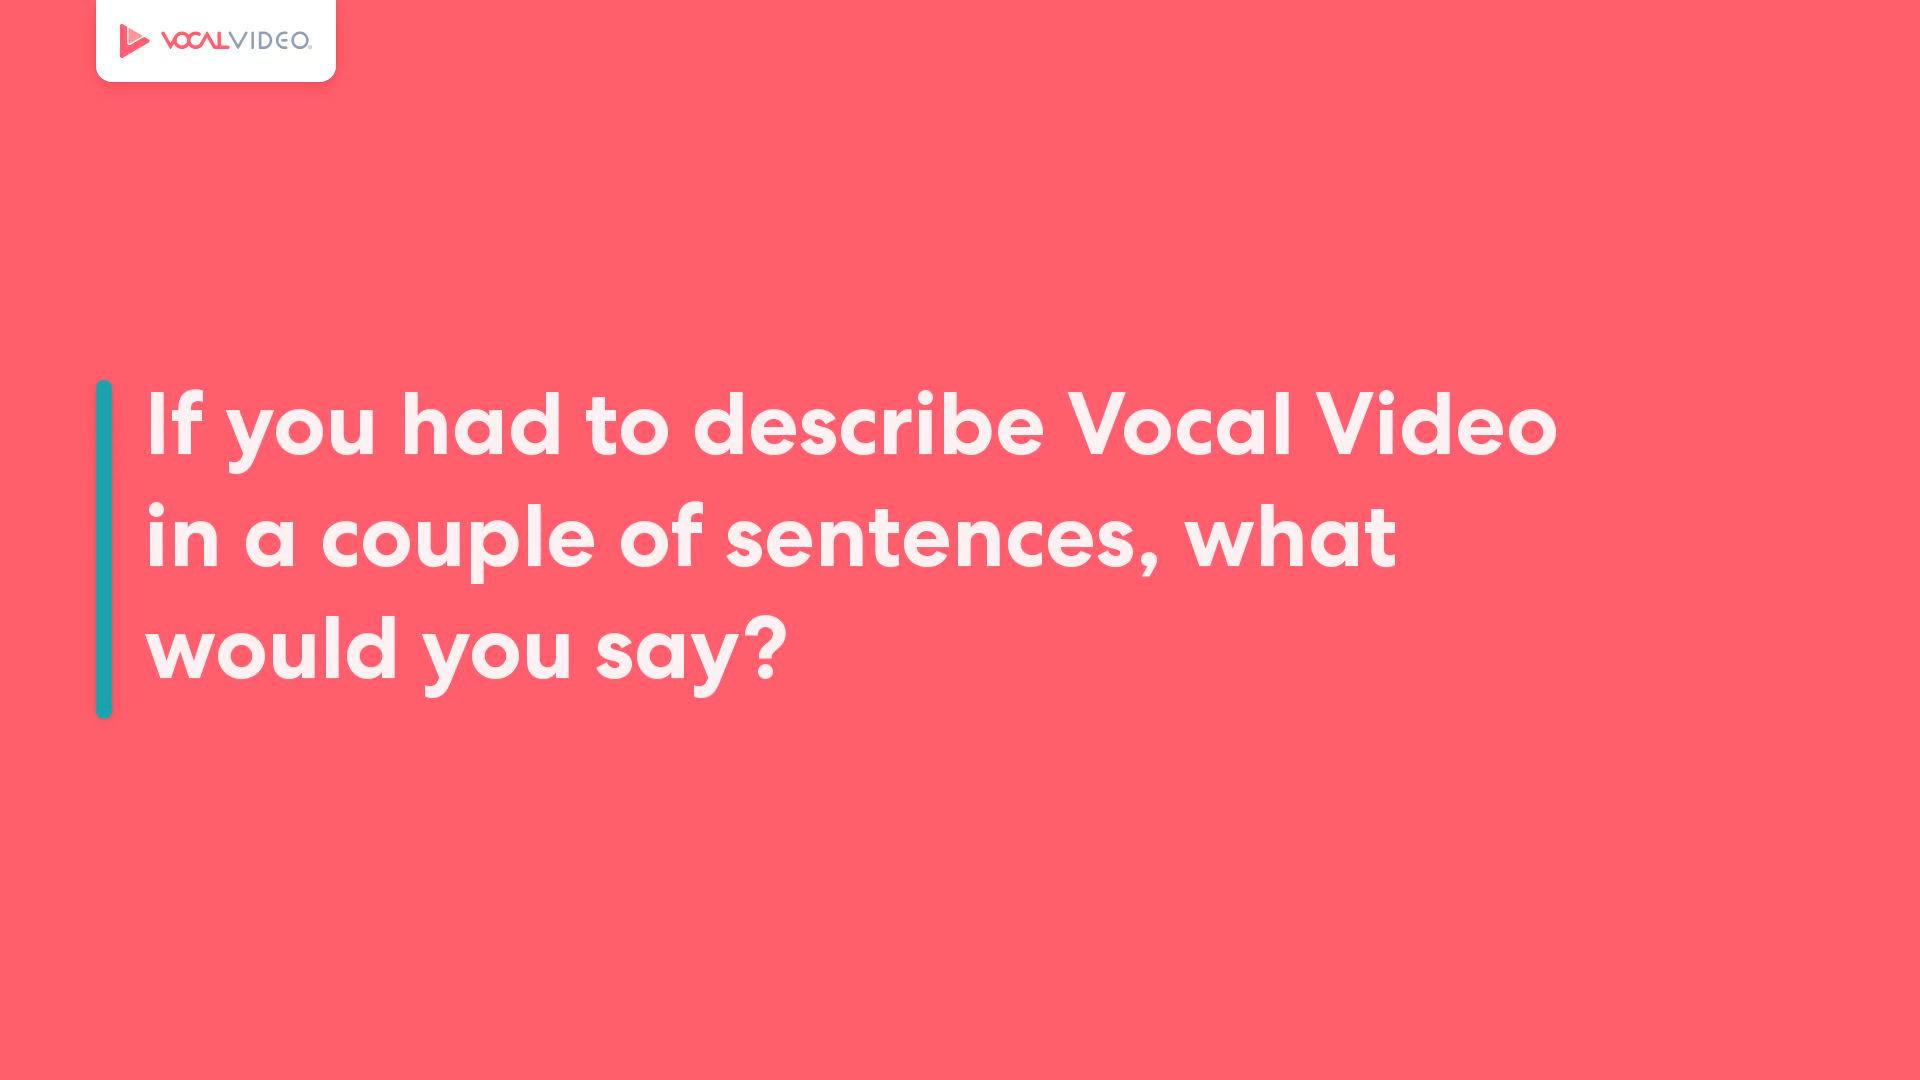 VOCALVIDEO
If you had to describe Vocal Video
in a couple of sentences, what
would you say?